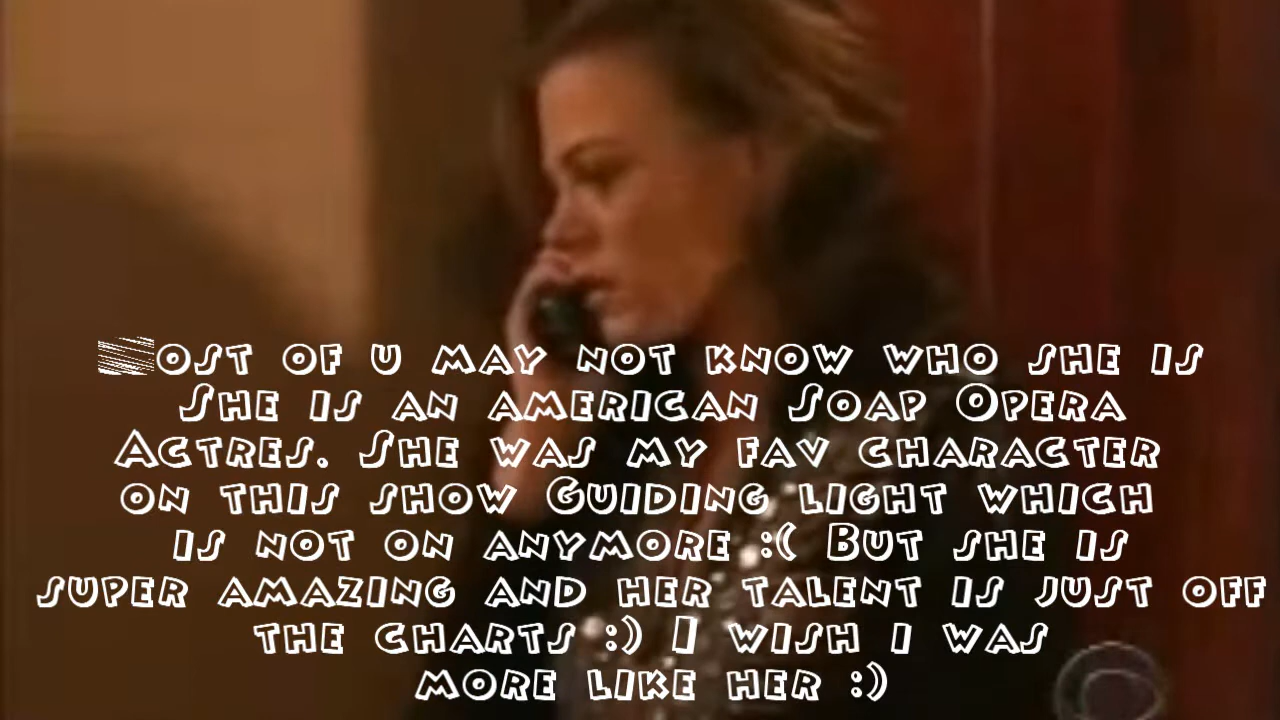 ost of u may not know who she is
She is an american Soap Opera
Actres. She was my fav character
on this show Guiding light which
is not on anymore :( But she is
super amazing and her talent is just off
the charts :) I wish i was
more like her :)